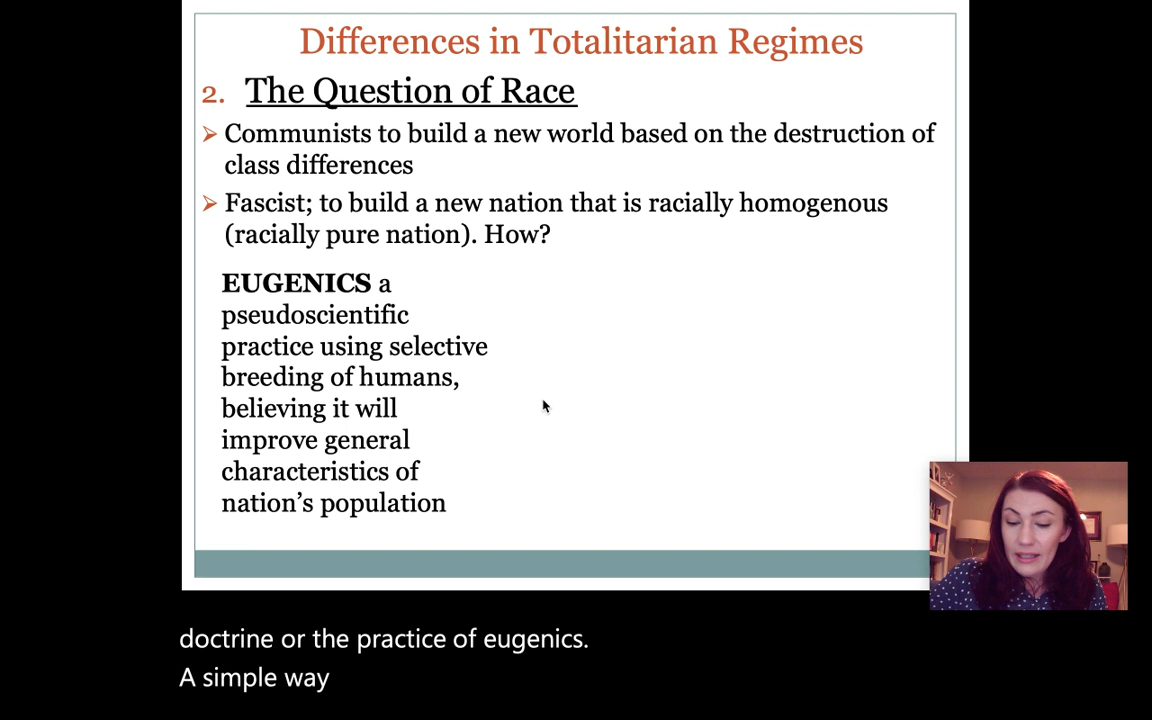 Differences in Totalitarian Regimes
2. The Question of Race
➢ Communists to build a new world based on the destruction of
class differences
➢ Fascist; to build a new nation that is racially homogenous
(racially pure nation). How?
EUGENICS a
pseudoscientific
practice using selective
breeding of humans,
believing it will
improve general
characteristics of
nation’s population
doctrine or the practice of eugenics.
A simple way